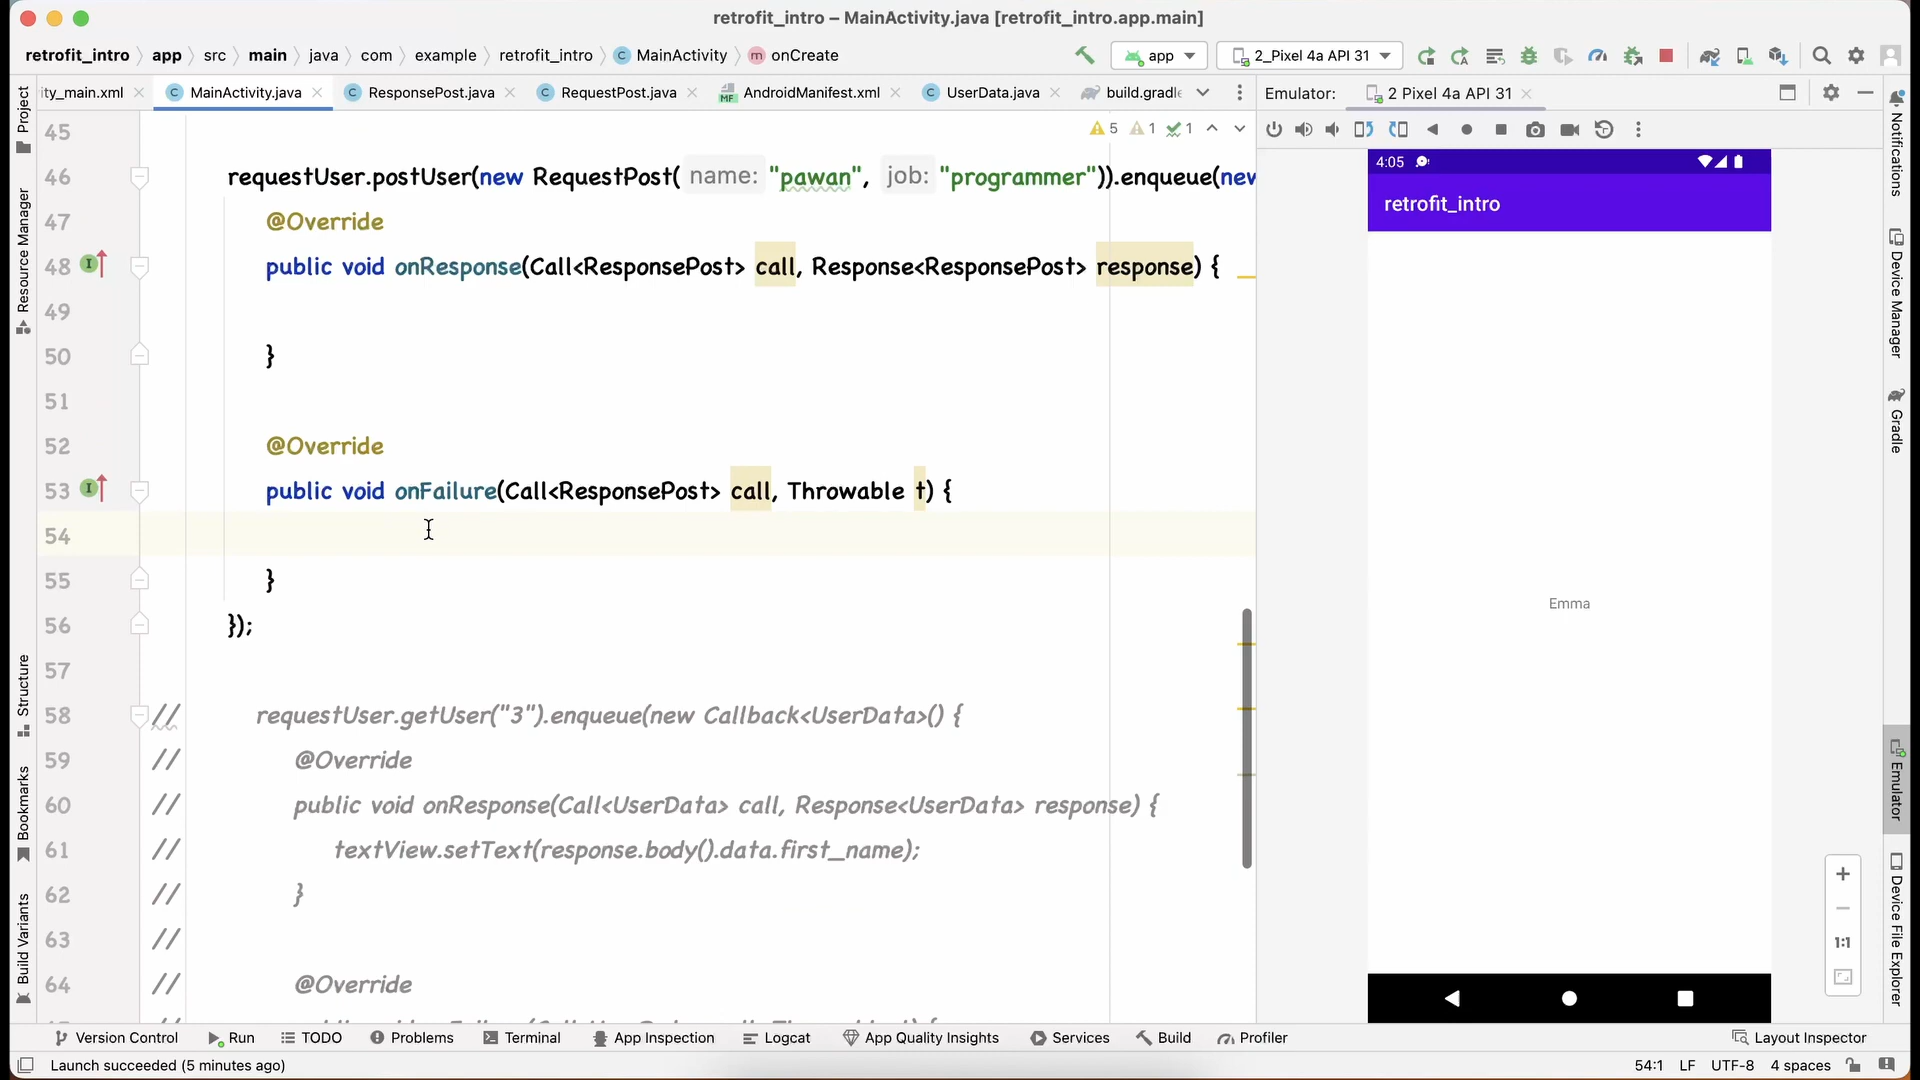 retrofit_intro – MainActivity.java [retrofit_intro.app.main]
retrofit_intro app src main java com example retrofit_intro MainActivity onCreate
app 2_Pixel 4a API 31
ity_main.xml MainActivity.java ResponsePost.java RequestPost.java AndroidManifest.xml UserData.java build.gradle
Emulator: 2 Pixel 4a API 31
5 1 1
45
46 requestUser.postUser(new RequestPost( name: "pawan", job: "programmer")).enqueue(new
47 @Override
48 public void onResponse(Call<ResponsePost> call, Response<ResponsePost> response) {
49
50 }
51
52 @Override
53 public void onFailure(Call<ResponsePost> call, Throwable t) {
54
55 }
56 });
57
58 // requestUser.getUser("3").enqueue(new Callback<UserData>() {
59 // @Override
60 // public void onResponse(Call<UserData> call, Response<UserData> response) {
61 // textView.setText(response.body().data.first_name);
62 // }
63 //
64 // @Override
4:05
retrofit_intro
Emma
1:1
Project
Resource Manager
Structure
Bookmarks
Build Variants
Notifications
Device Manager
Gradle
Emulator
Device File Explorer
Version Control Run TODO Problems Terminal App Inspection Logcat App Quality Insights Services Build Profiler Layout Inspector
Launch succeeded (5 minutes ago) 54:1 LF UTF-8 4 spaces